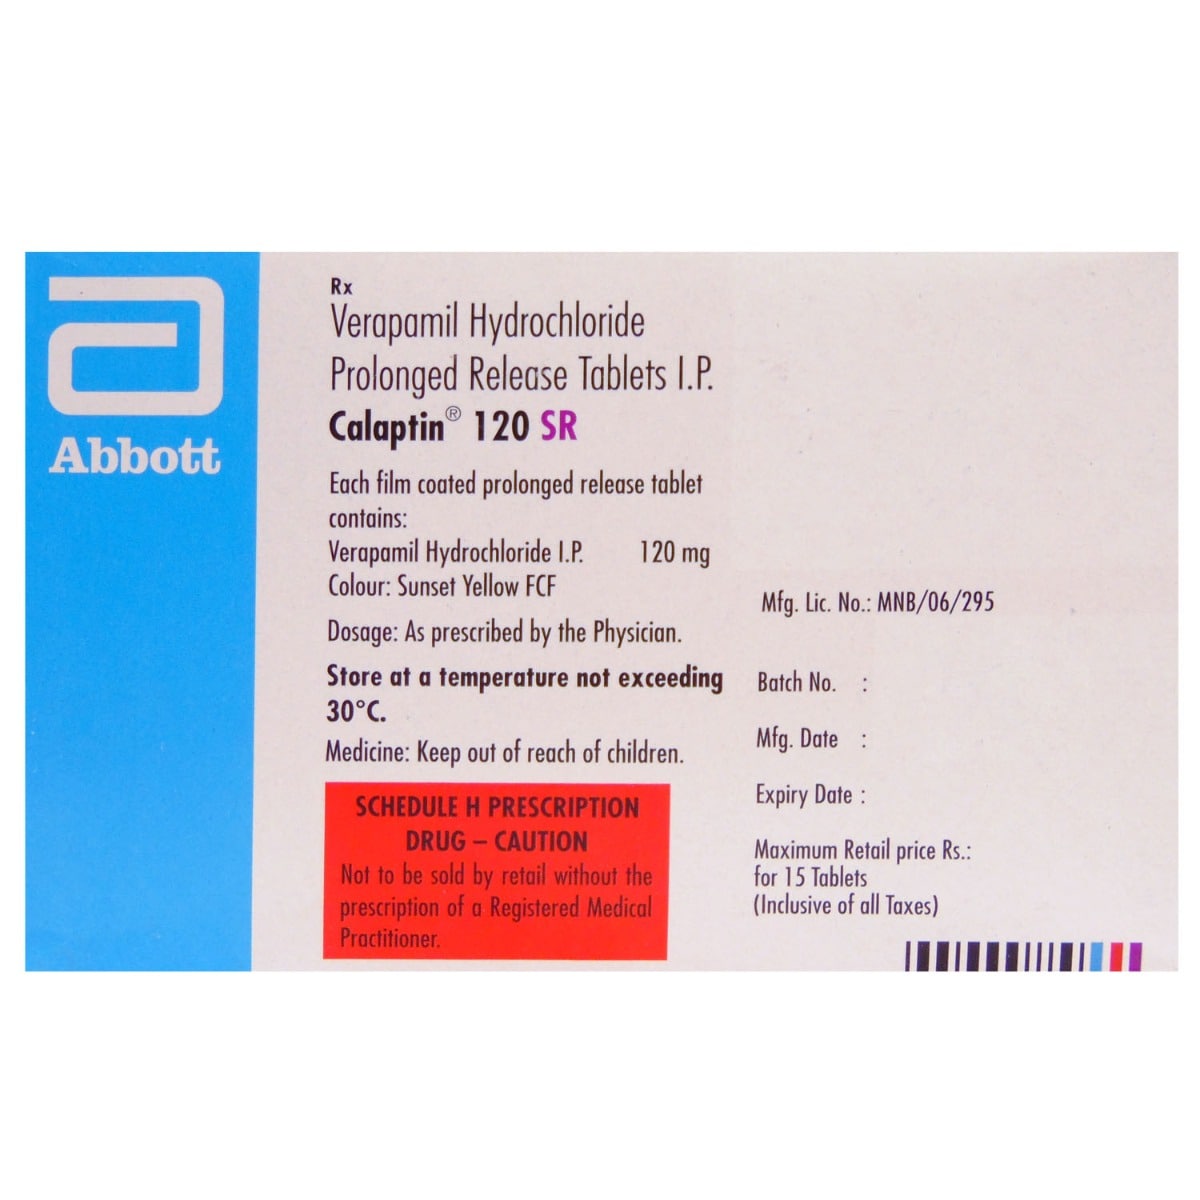 Abbott
Rx
Verapamil Hydrochloride
Prolonged Release Tablets I.P.
Calaptin® 120 SR
Each film coated prolonged release tablet
contains:
Verapamil Hydrochloride I.P. 120 mg
Colour: Sunset Yellow FCF
Dosage: As prescribed by the Physician.
Store at a temperature not exceeding
30°C.
Medicine: Keep out of reach of children.
SCHEDULE H PRESCRIPTION
DRUG – CAUTION
Not to be sold by retail without the
prescription of a Registered Medical
Practitioner.
Mfg. Lic. No.: MNB/06/295
Batch No. :
Mfg. Date :
Expiry Date :
Maximum Retail price Rs.:
for 15 Tablets
(Inclusive of all Taxes)